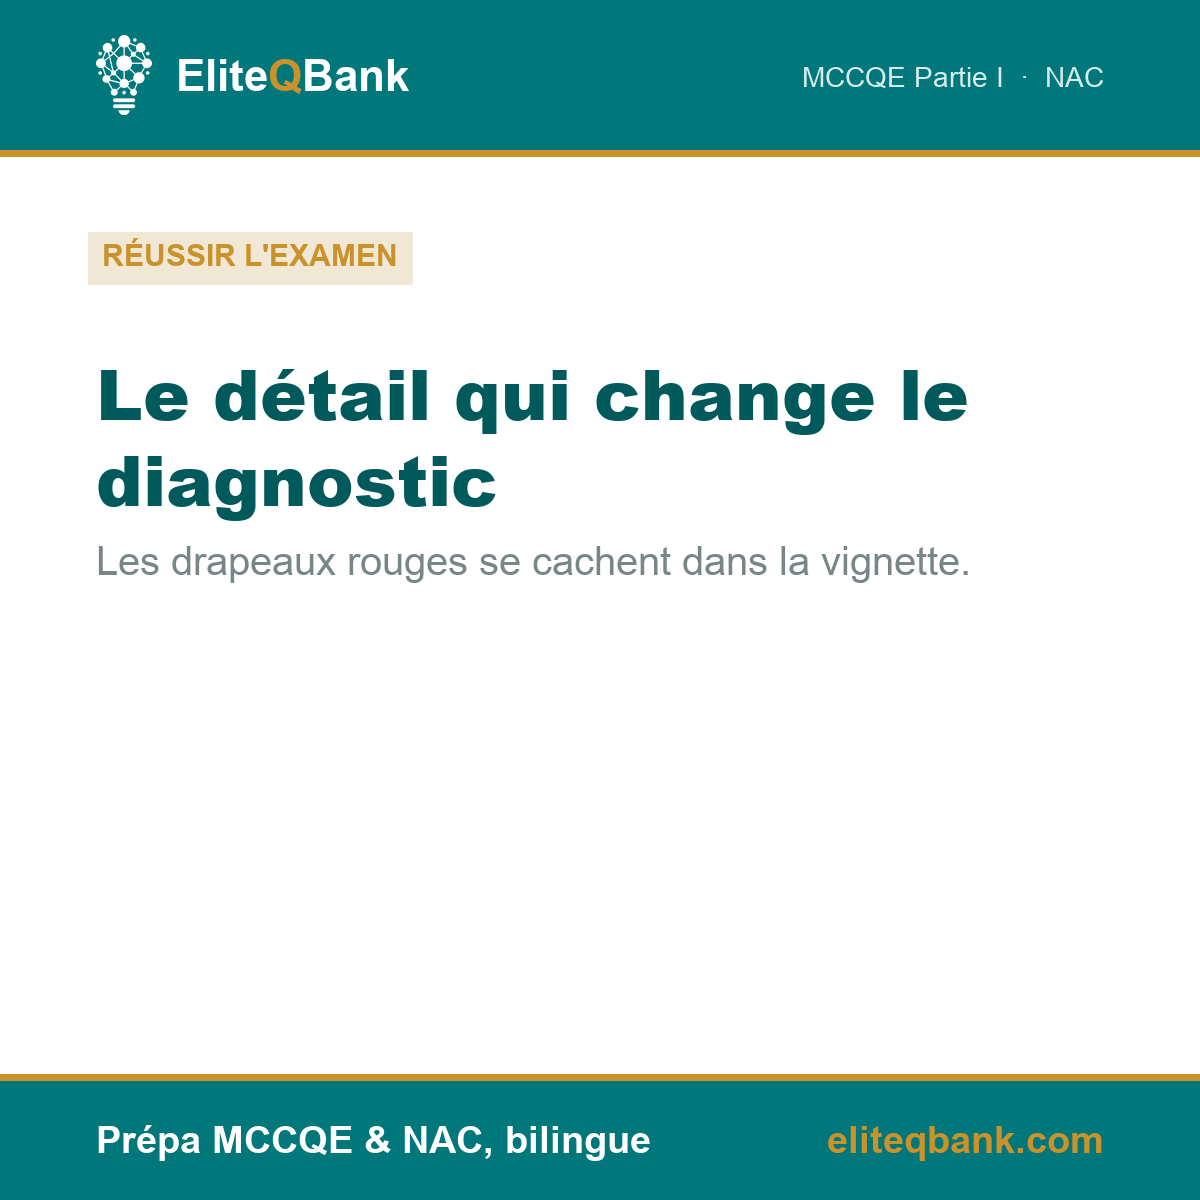 EliteQBank
MCCQE Partie I · NAC
RÉUSSIR L'EXAMEN
Le détail qui change le
diagnostic
Les drapeaux rouges se cachent dans la vignette.
Prépa MCCQE & NAC, bilingue
eliteqbank.com